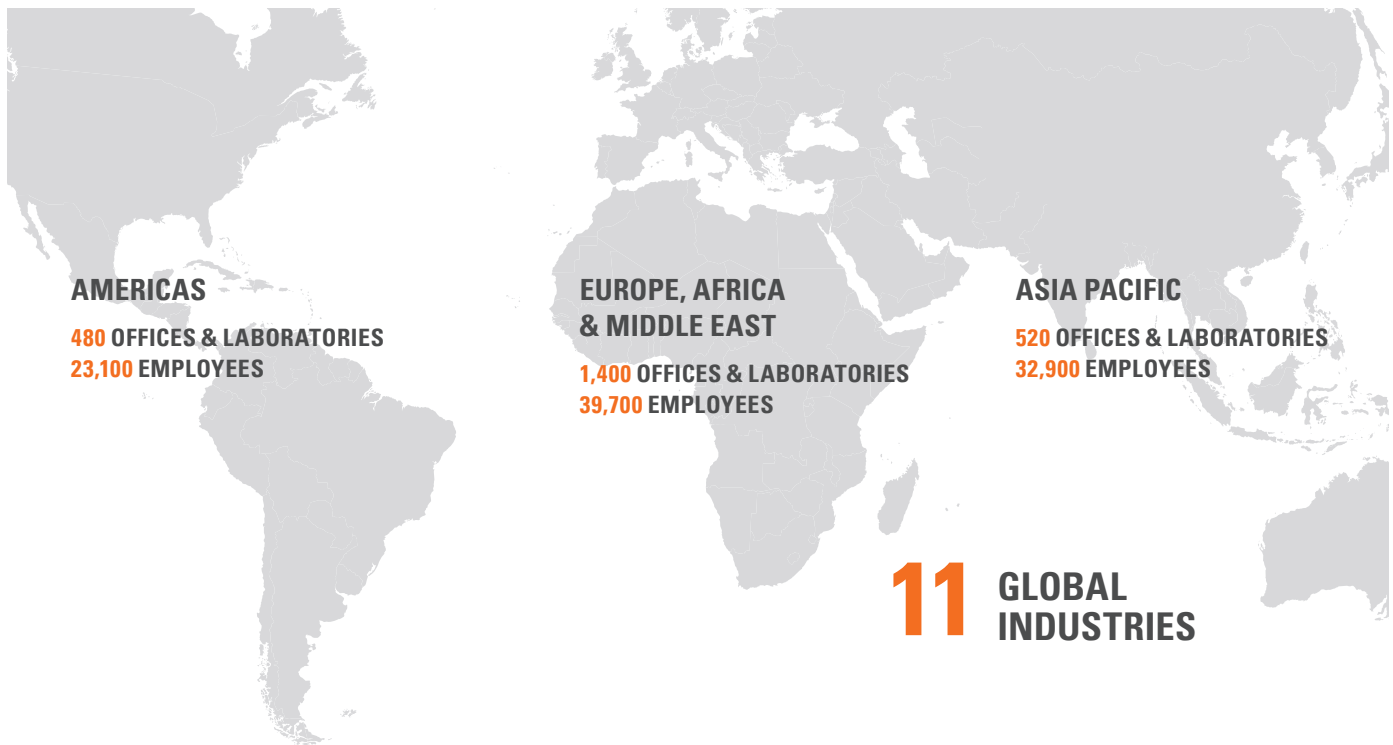 AMERICAS
480 OFFICES & LABORATORIES
23,100 EMPLOYEES
EUROPE, AFRICA
& MIDDLE EAST
1,400 OFFICES & LABORATORIES
39,700 EMPLOYEES
ASIA PACIFIC
520 OFFICES & LABORATORIES
32,900 EMPLOYEES
11 GLOBAL
INDUSTRIES